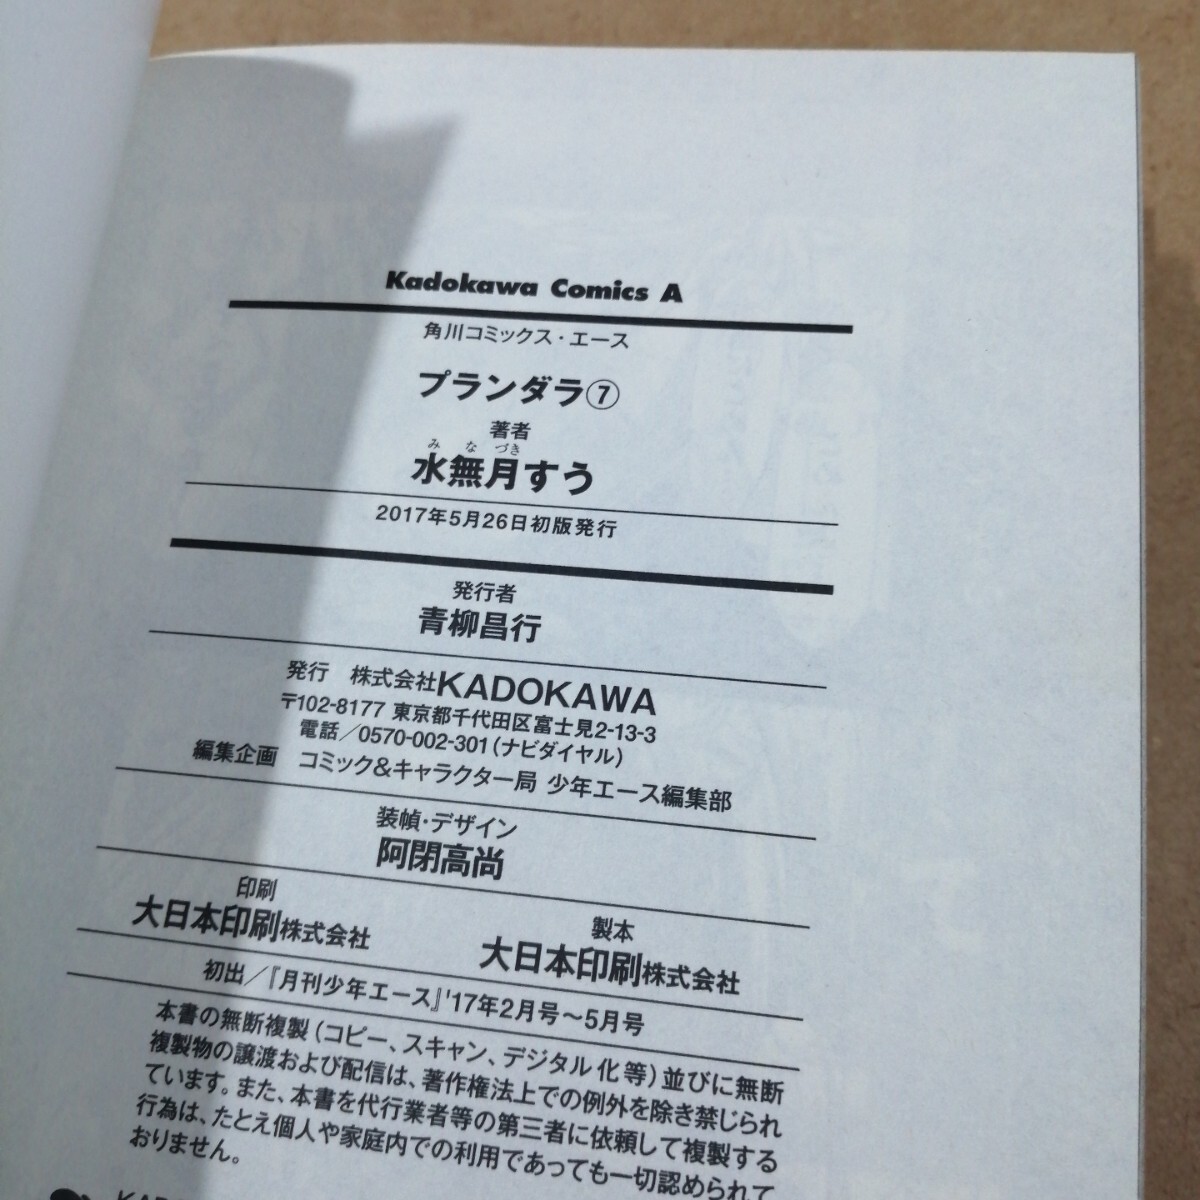 Kadokawa Comics A
角川コミックス・エース
プランダラ⑦
著者
みなづき
水無月すう
2017年5月26日初版発行
発行者
青柳昌行
発行 株式会社KADOKAWA
〒102-8177 東京都千代田区富士見2-13-3
電話／0570-002-301（ナビダイヤル）
編集企画 コミック&キャラクター局 少年エース編集部
装幀・デザイン
阿閉高尚
印刷
大日本印刷株式会社
製本
大日本印刷株式会社
初出／『月刊少年エース』'17年2月号〜5月号
本書の無断複製（コピー、スキャン、デジタル化等）並びに無断
複製物の譲渡および配信は、著作権法上での例外を除き禁じられ
ています。また、本書を代行業者等の第三者に依頼して複製する
行為は、たとえ個人や家庭内での利用であっても一切認められて
おりません。